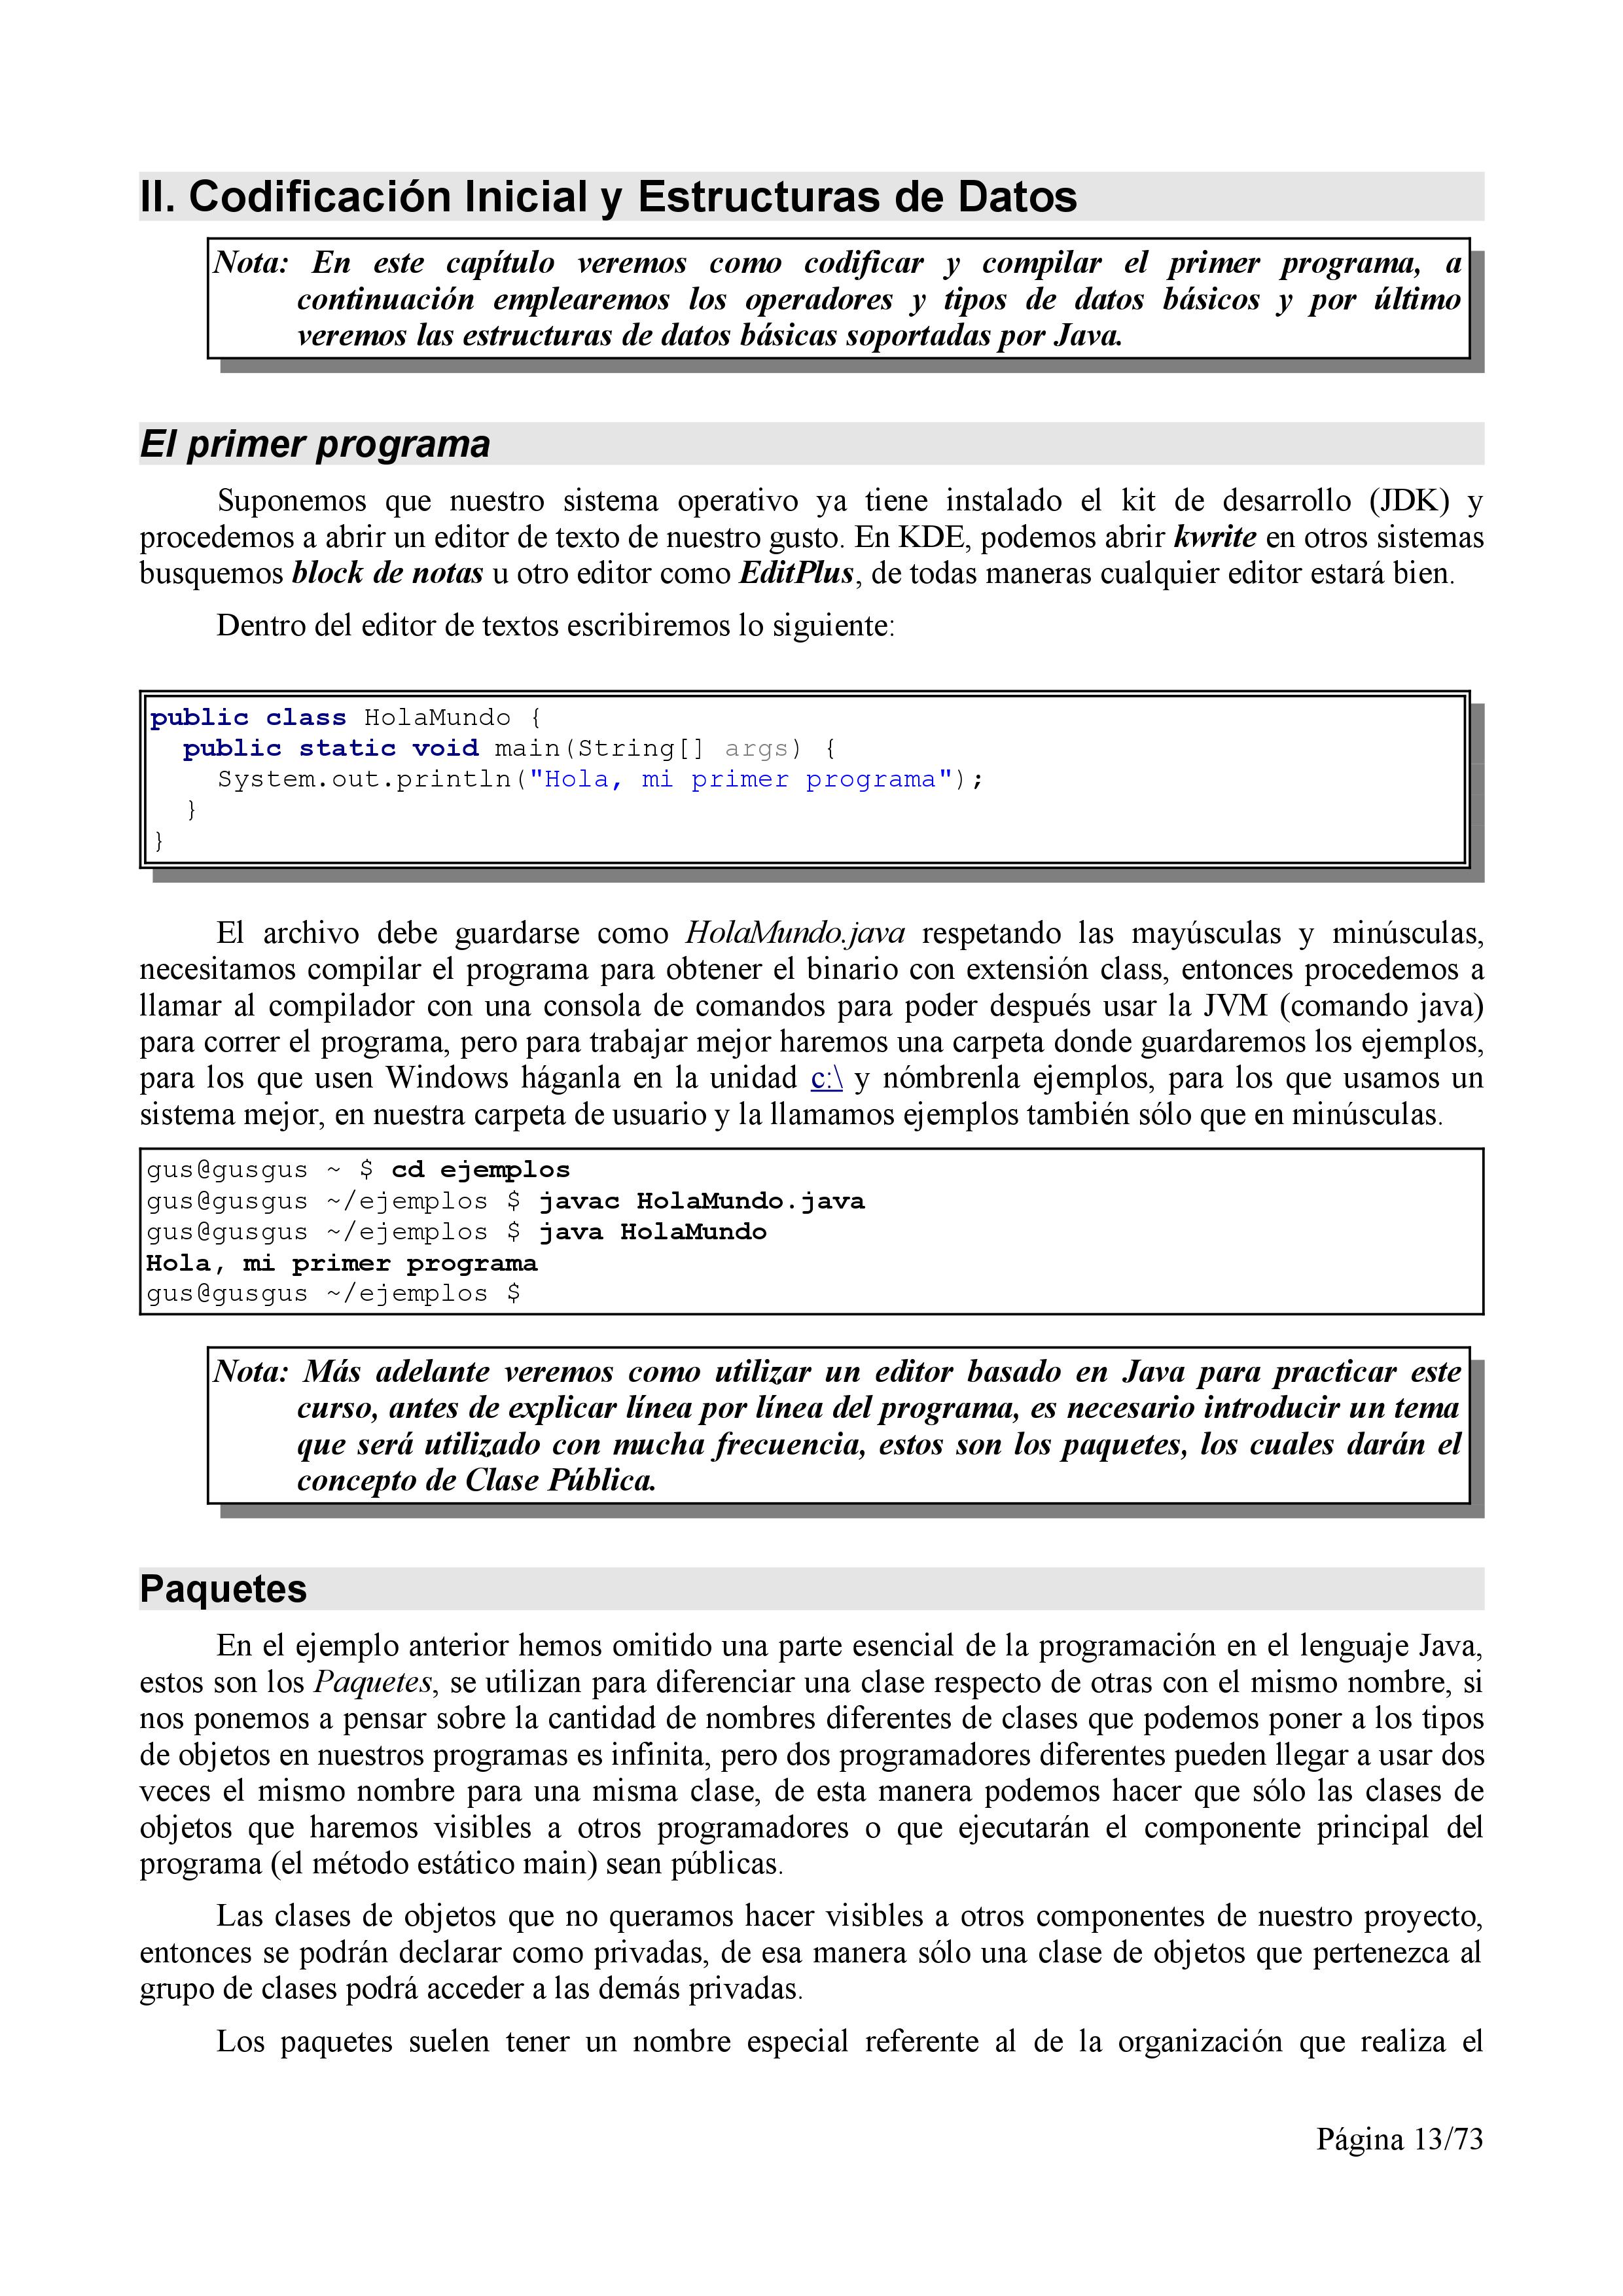 II. Codificación Inicial y Estructuras de Datos
Nota: En este capítulo veremos como codificar y compilar el primer programa, a
continuación emplearemos los operadores y tipos de datos básicos y por último
veremos las estructuras de datos básicas soportadas por Java.
El primer programa
Suponemos que nuestro sistema operativo ya tiene instalado el kit de desarrollo (JDK) y
procedemos a abrir un editor de texto de nuestro gusto. En KDE, podemos abrir kwrite en otros sistemas
busquemos block de notas u otro editor como EditPlus, de todas maneras cualquier editor estará bien.
Dentro del editor de textos escribiremos lo siguiente:
public class HolaMundo {
  public static void main(String[] args) {
    System.out.println("Hola, mi primer programa");
  }
}
El archivo debe guardarse como HolaMundo.java respetando las mayúsculas y minúsculas,
necesitamos compilar el programa para obtener el binario con extensión class, entonces procedemos a
llamar al compilador con una consola de comandos para poder después usar la JVM (comando java)
para correr el programa, pero para trabajar mejor haremos una carpeta donde guardaremos los ejemplos,
para los que usen Windows háganla en la unidad c:\ y nómbrenla ejemplos, para los que usamos un
sistema mejor, en nuestra carpeta de usuario y la llamamos ejemplos también sólo que en minúsculas.
gus@gusgus ~ $ cd ejemplos
gus@gusgus ~/ejemplos $ javac HolaMundo.java
gus@gusgus ~/ejemplos $ java HolaMundo
Hola, mi primer programa
gus@gusgus ~/ejemplos $
Nota: Más adelante veremos como utilizar un editor basado en Java para practicar este
curso, antes de explicar línea por línea del programa, es necesario introducir un tema
que será utilizado con mucha frecuencia, estos son los paquetes, los cuales darán el
concepto de Clase Pública.
Paquetes
En el ejemplo anterior hemos omitido una parte esencial de la programación en el lenguaje Java,
estos son los Paquetes, se utilizan para diferenciar una clase respecto de otras con el mismo nombre, si
nos ponemos a pensar sobre la cantidad de nombres diferentes de clases que podemos poner a los tipos
de objetos en nuestros programas es infinita, pero dos programadores diferentes pueden llegar a usar dos
veces el mismo nombre para una misma clase, de esta manera podemos hacer que sólo las clases de
objetos que haremos visibles a otros programadores o que ejecutarán el componente principal del
programa (el método estático main) sean públicas.
Las clases de objetos que no queramos hacer visibles a otros componentes de nuestro proyecto,
entonces se podrán declarar como privadas, de esa manera sólo una clase de objetos que pertenezca al
grupo de clases podrá acceder a las demás privadas.
Los paquetes suelen tener un nombre especial referente al de la organización que realiza el
Página 13/73